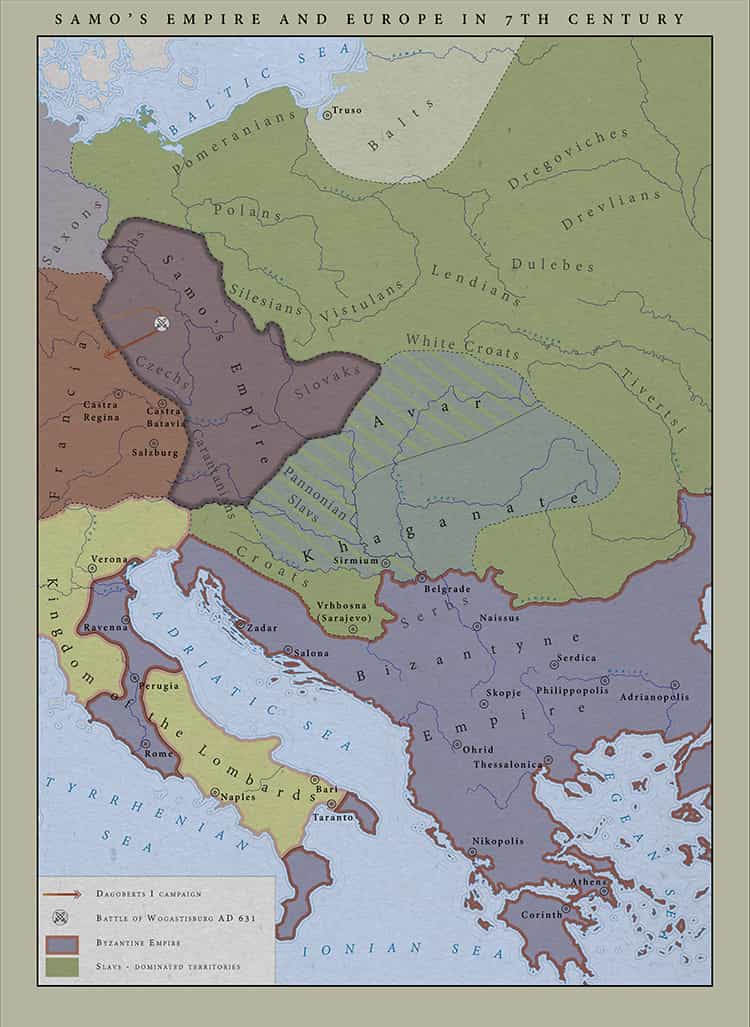 SAMO'S EMPIRE AND EUROPE IN 7TH CENTURY
BALTIC SEA
Truso
Balts
Pomeranians
Dregoviches
Drevlians
Polans
Saxons
Sorbs
Dulebes
Lendians
Silesians
Vistulans
Samo's Empire
White Croats
Czechs
Slovaks
Tivertsi
Francia
Castra
Regina
Castra
Batavia
Salzburg
Avar
Khaganate
Carantanians
Pannonian
Slavs
Croats
Sirmium
Verona
Belgrade
Serbs
Vrhbosna
(Sarajevo)
Naissus
Ravenna
Zadar
Salona
ADRIATIC SEA
Bizantyne
Empire
Serdica
Philippopolis
Adrianopolis
Perugia
Skopje
Kingdom of the Lombards
Rome
Ohrid
Thessalonica
Bari
Naples
Taranto
TYRRHENIAN
SEA
EGEAN SEA
Nikopolis
Athens
Corinth
IONIAN SEA
DAGOBERTS I CAMPAIGN
BATTLE OF WOGASTISBURG AD 631
BYZANTINE EMPIRE
SLAVS - DOMINATED TERRITORIES